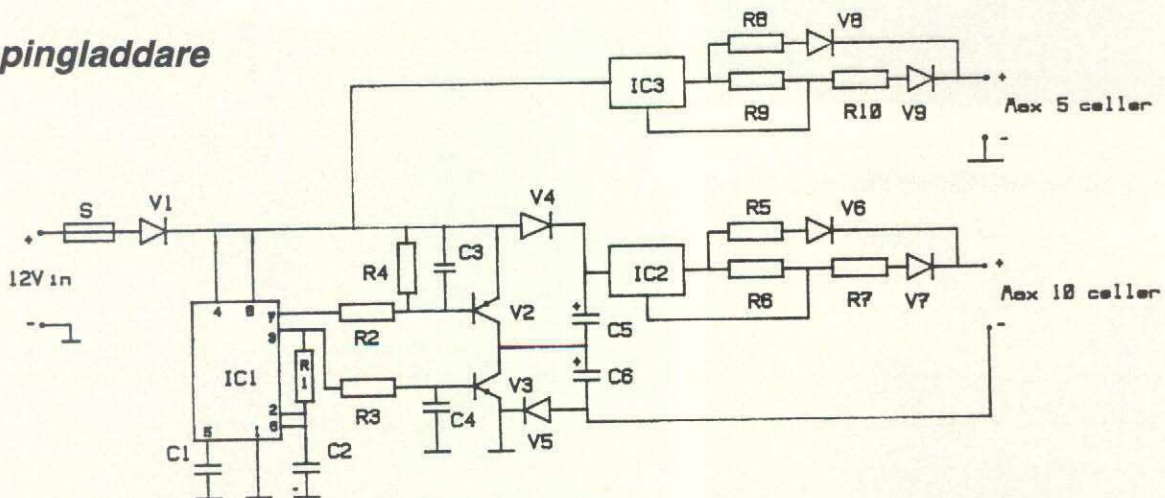 pingladdare
R8
V8
IC3
R9
R10
V9
+
Max 5 celler
-
S
V1
+
12V in
-
V4
R5
V6
C3
R4
IC2
+
R6
R7
V7
Max 10 celler
-
4
8
7
3
R2
V2
+
C5
IC1
R1
+
C6
R3
V3
2
6
C4
V5
5
1
C1
C2
-